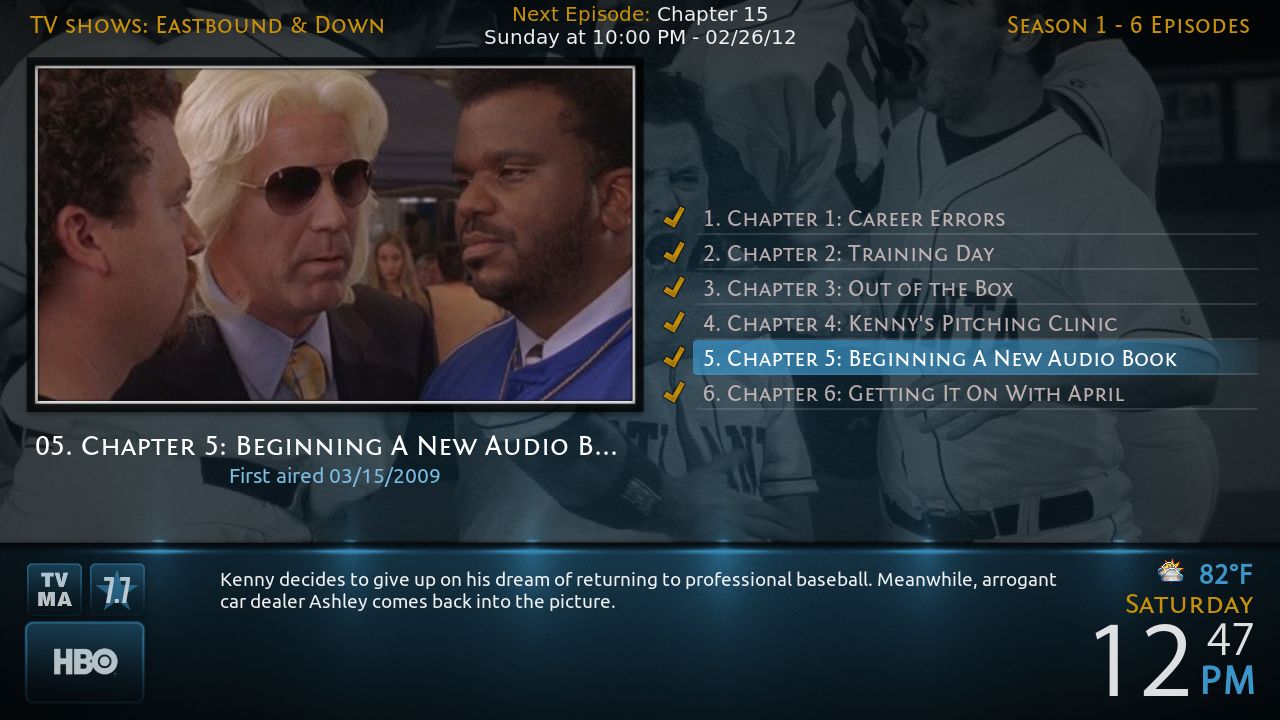 TV shows: Eastbound & Down
Next Episode: Chapter 15
Sunday at 10:00 PM - 02/26/12
Season 1 - 6 Episodes
1. Chapter 1: Career Errors
2. Chapter 2: Training Day
3. Chapter 3: Out of the Box
4. Chapter 4: Kenny's Pitching Clinic
5. Chapter 5: Beginning A New Audio Book
6. Chapter 6: Getting It On With April
05. Chapter 5: Beginning A New Audio B...
First aired 03/15/2009
TV
MA
7.7
HBO
Kenny decides to give up on his dream of returning to professional baseball. Meanwhile, arrogant
car dealer Ashley comes back into the picture.
82°F
Saturday
12 47
PM